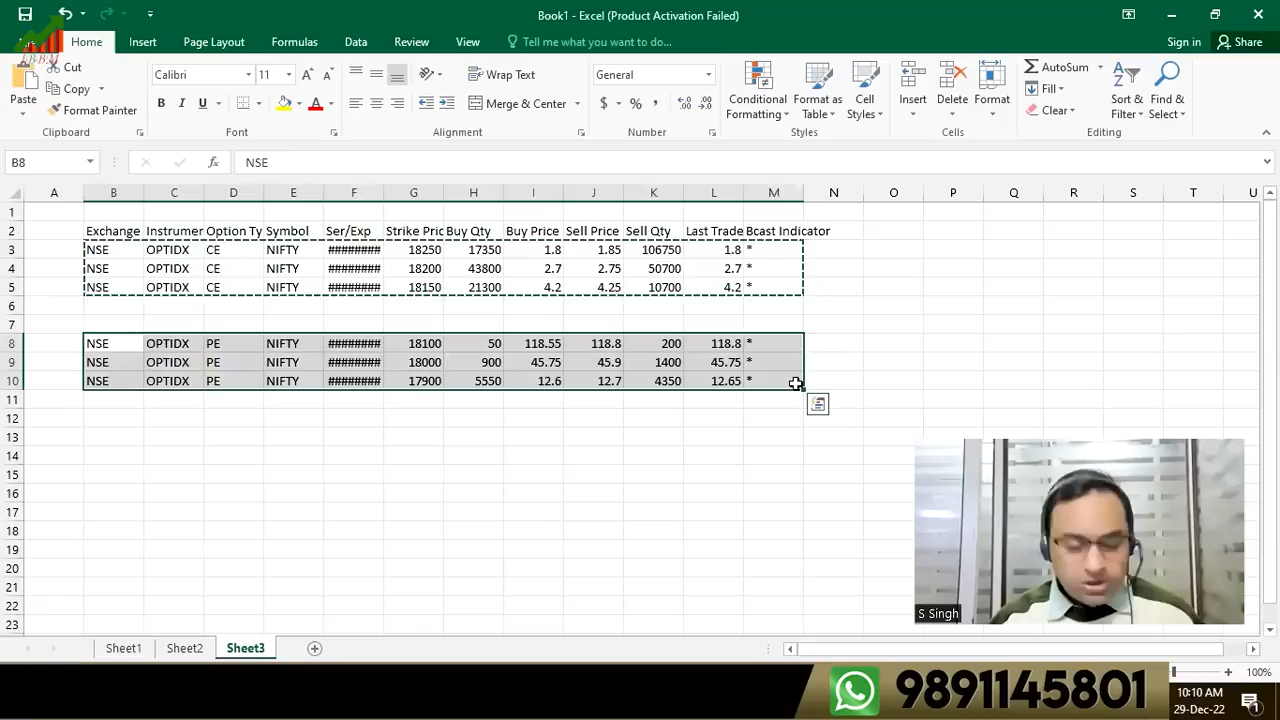 Book1 - Excel (Product Activation Failed)
Home Insert Page Layout Formulas Data Review View Tell me what you want to do... Sign in Share
IBBM
Paste Cut Copy Format Painter Clipboard
Calibri 11 A A B I U A Font
Wrap Text Merge & Center Alignment
General $ % , Number
Conditional Formatting Format as Table Cell Styles Styles
Insert Delete Format Cells
AutoSum Fill Clear Sort & Filter Find & Select Editing
B8 fx NSE
A B C D E F G H I J K L M N O P Q R S T U
1
2 Exchange Instrumer Option Ty Symbol Ser/Exp Strike Pric Buy Qty Buy Price Sell Price Sell Qty Last Trade Bcast Indicator
3 NSE OPTIDX CE NIFTY ######## 18250 17350 1.8 1.85 106750 1.8 *
4 NSE OPTIDX CE NIFTY ######## 18200 43800 2.7 2.75 50700 2.7 *
5 NSE OPTIDX CE NIFTY ######## 18150 21300 4.2 4.25 10700 4.2 *
6
7
8 NSE OPTIDX PE NIFTY ######## 18100 50 118.55 118.8 200 118.8 *
9 NSE OPTIDX PE NIFTY ######## 18000 900 45.75 45.9 1400 45.75 *
10 NSE OPTIDX PE NIFTY ######## 17900 5550 12.6 12.7 4350 12.65 *
11
12
13
14
15
16
17
18
19
20
21
22
23
S Singh
Sheet1 Sheet2 Sheet3
100%
9891145801
10:10 AM
29-Dec-22